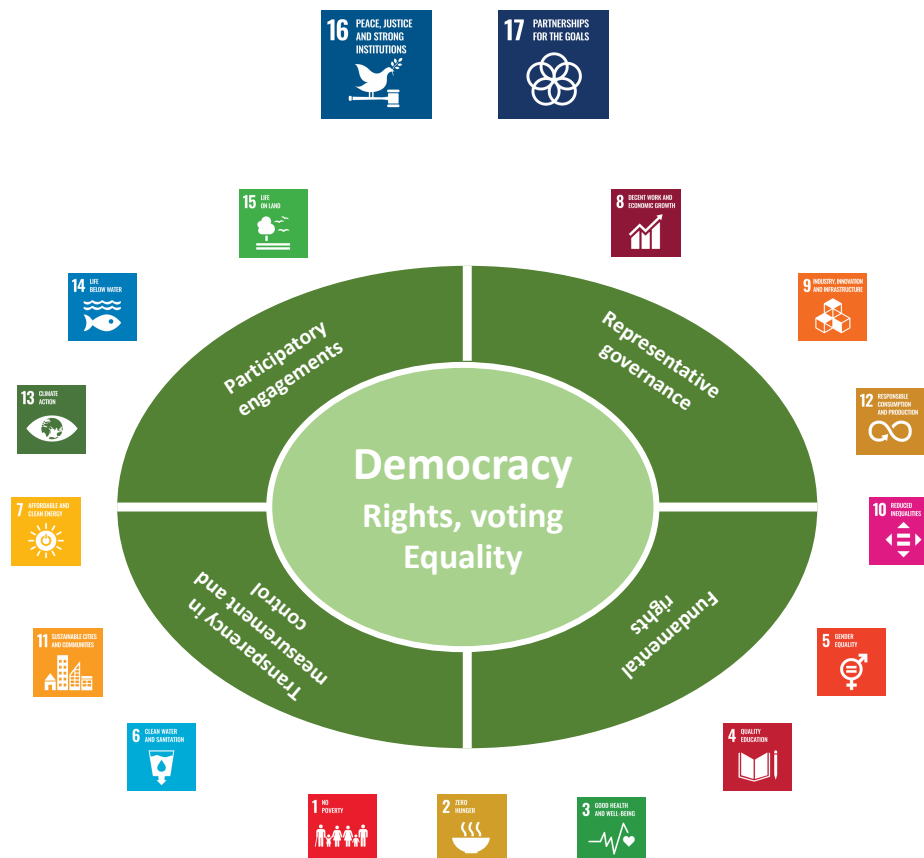 16 PEACE, JUSTICE
AND STRONG
INSTITUTIONS
17 PARTNERSHIPS
FOR THE GOALS
15 LIFE
ON LAND
8 DECENT WORK AND
ECONOMIC GROWTH
14 LIFE
BELOW WATER
9 INDUSTRY, INNOVATION
AND INFRASTRUCTURE
Participatory
engagements
Representative
governance
13 CLIMATE
ACTION
12 RESPONSIBLE
CONSUMPTION
AND PRODUCTION
Democracy
Rights, voting
Equality
7 AFFORDABLE AND
CLEAN ENERGY
10 REDUCED
INEQUALITIES
Transparency in
measurement and
control
Fundamental
rights
11 SUSTAINABLE CITIES
AND COMMUNITIES
5 GENDER
EQUALITY
6 CLEAN WATER
AND SANITATION
4 QUALITY
EDUCATION
1 NO
POVERTY
2 ZERO
HUNGER
3 GOOD HEALTH
AND WELL-BEING